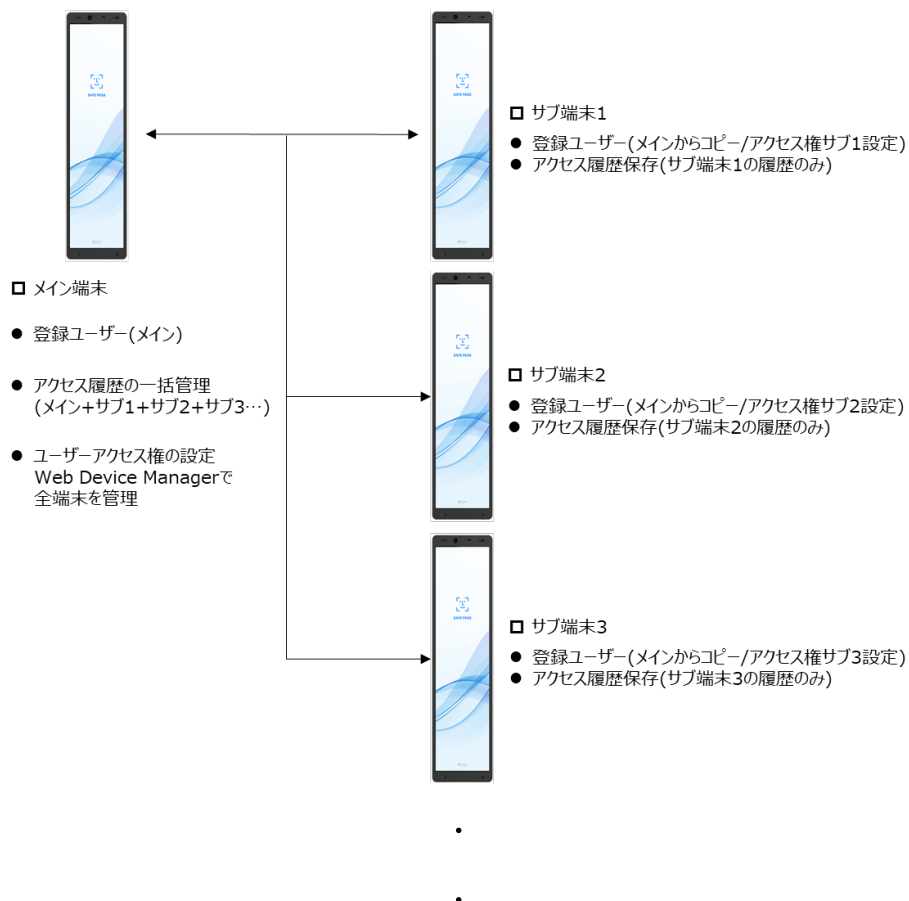 SAFE PASS
□ メイン端末
● 登録ユーザー(メイン)
● アクセス履歴の一括管理
(メイン+サブ1+サブ2+サブ3…)
● ユーザーアクセス権の設定
Web Device Managerで
全端末を管理
SAFE PASS
□ サブ端末1
● 登録ユーザー(メインからコピー/アクセス権サブ1設定)
● アクセス履歴保存(サブ端末1の履歴のみ)
SAFE PASS
□ サブ端末2
● 登録ユーザー(メインからコピー/アクセス権サブ2設定)
● アクセス履歴保存(サブ端末2の履歴のみ)
SAFE PASS
□ サブ端末3
● 登録ユーザー(メインからコピー/アクセス権サブ3設定)
● アクセス履歴保存(サブ端末3の履歴のみ)